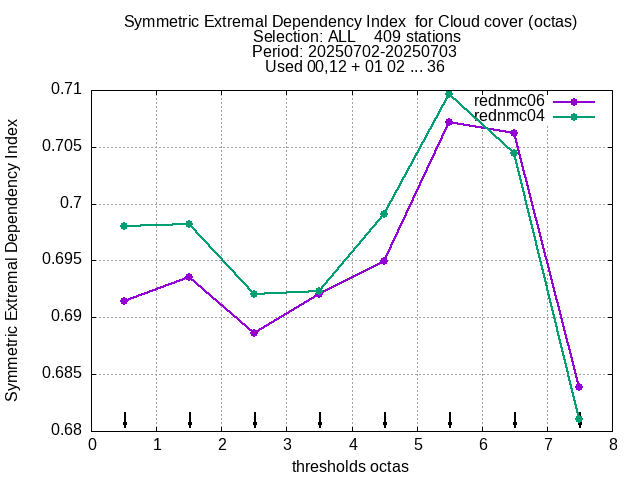 Symmetric Extremal Dependency Index  for Cloud cover (octas)
Selection: ALL    409 stations
Period: 20250702-20250703
Used 00,12 + 01 02 ... 36
rednmc06
rednmc04
Symmetric Extremal Dependency Index
0.71
0.705
0.7
0.695
0.69
0.685
0.68
0 1 2 3 4 5 6 7 8
thresholds octas